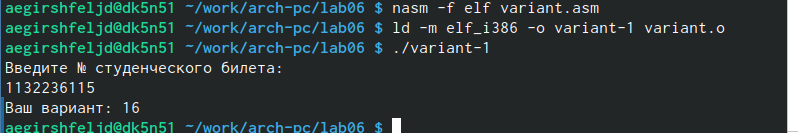 aegirshfeljd@dk5n51 ~/work/arch-pc/lab06 $ nasm -f elf variant.asm
aegirshfeljd@dk5n51 ~/work/arch-pc/lab06 $ ld -m elf_i386 -o variant-1 variant.o
aegirshfeljd@dk5n51 ~/work/arch-pc/lab06 $ ./variant-1
Введите № студенческого билета:
1132236115
Ваш вариант: 16
aegirshfeljd@dk5n51 ~/work/arch-pc/lab06 $